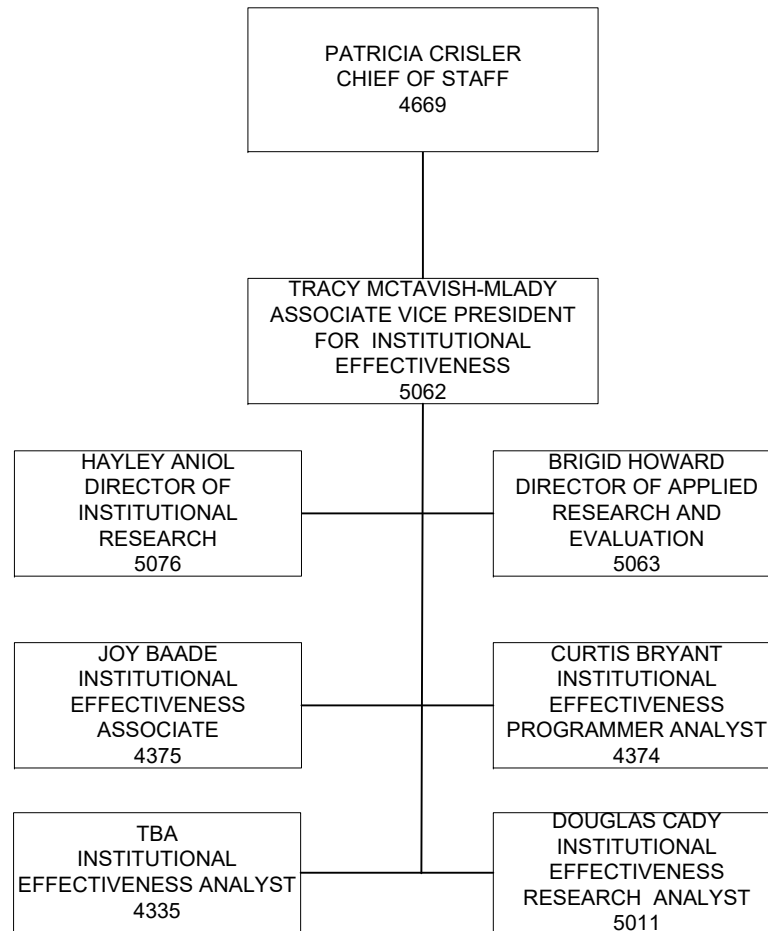 PATRICIA CRISLER
CHIEF OF STAFF
4669
TRACY MCTAVISH-MLADY
ASSOCIATE VICE PRESIDENT
FOR INSTITUTIONAL
EFFECTIVENESS
5062
HAYLEY ANIOL
DIRECTOR OF
INSTITUTIONAL
RESEARCH
5076
BRIGID HOWARD
DIRECTOR OF APPLIED
RESEARCH AND
EVALUATION
5063
JOY BAADE
INSTITUTIONAL
EFFECTIVENESS
ASSOCIATE
4375
CURTIS BRYANT
INSTITUTIONAL
EFFECTIVENESS
PROGRAMMER ANALYST
4374
TBA
INSTITUTIONAL
EFFECTIVENESS ANALYST
4335
DOUGLAS CADY
INSTITUTIONAL
EFFECTIVENESS
RESEARCH ANALYST
5011